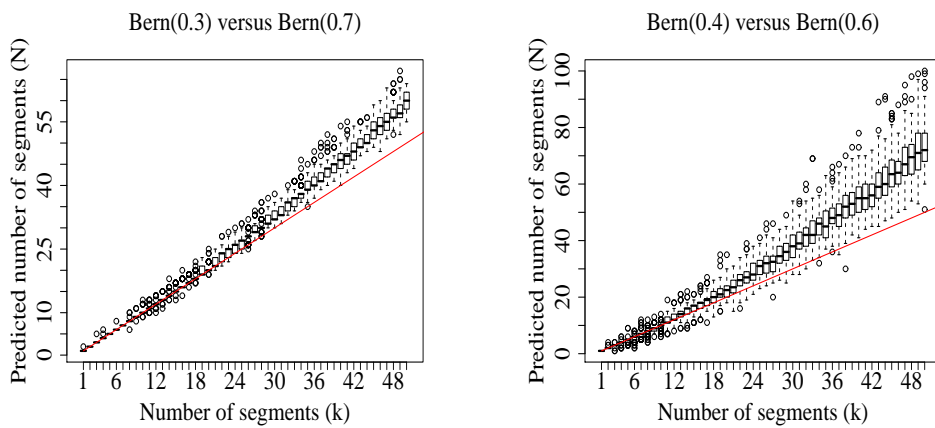 Bern(0.3) versus Bern(0.7)
Predicted number of segments (N)
55
40
25
10
0
1 6 12 18 24 30 36 42 48
Number of segments (k)
Bern(0.4) versus Bern(0.6)
Predicted number of segments (N)
100
80
60
40
20
0
1 6 12 18 24 30 36 42 48
Number of segments (k)